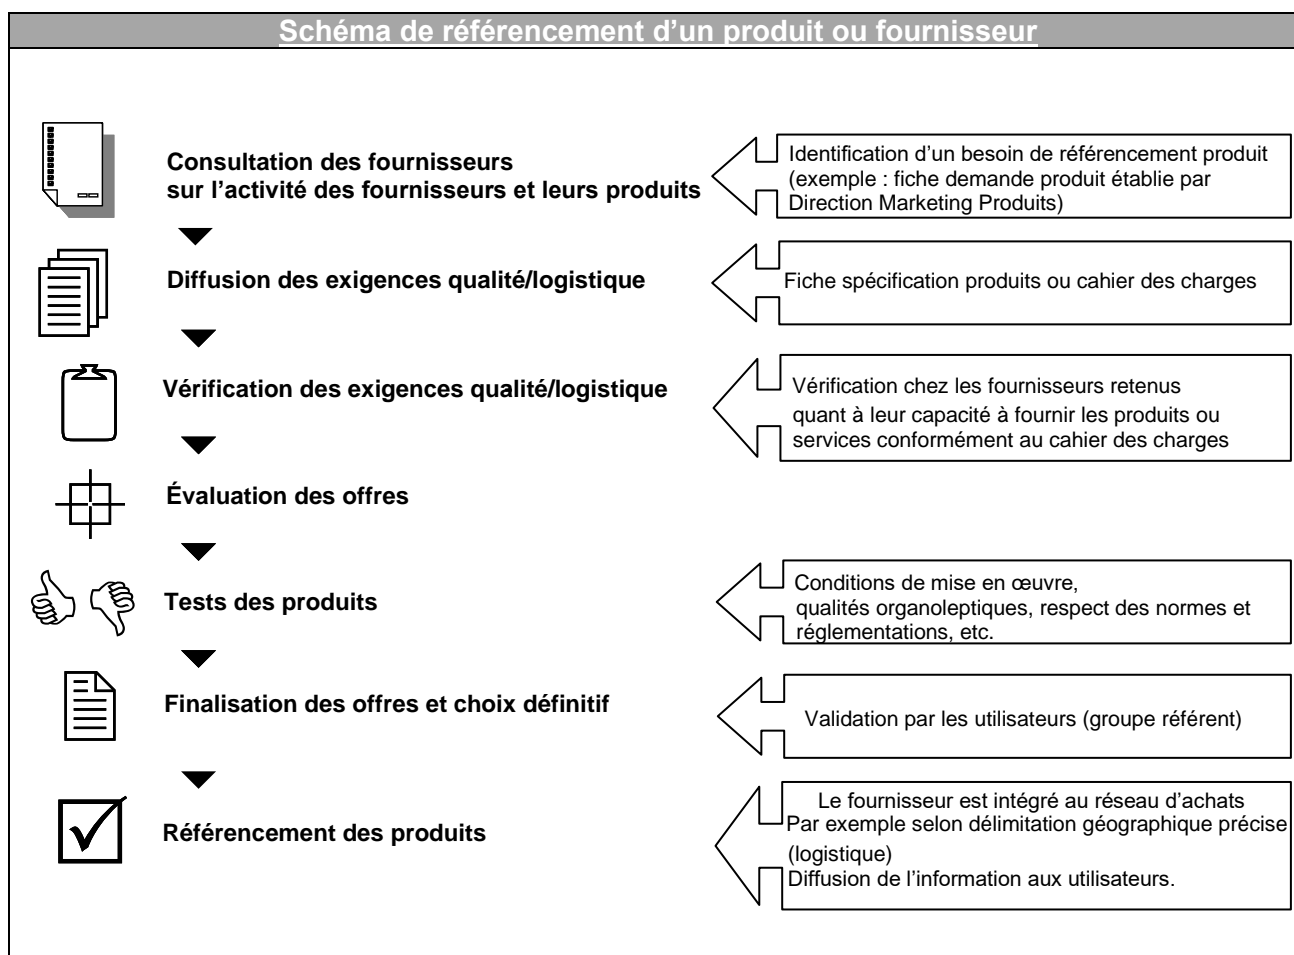 Schéma de référencement d’un produit ou fournisseur
Consultation des fournisseurs
sur l’activité des fournisseurs et leurs produits
Identification d’un besoin de référencement produit
(exemple : fiche demande produit établie par
Direction Marketing Produits)
Diffusion des exigences qualité/logistique
Fiche spécification produits ou cahier des charges
Vérification des exigences qualité/logistique
Vérification chez les fournisseurs retenus
quant à leur capacité à fournir les produits ou
services conformément au cahier des charges
Évaluation des offres
Tests des produits
Conditions de mise en œuvre,
qualités organoleptiques, respect des normes et
réglementations, etc.
Finalisation des offres et choix définitif
Validation par les utilisateurs (groupe référent)
Référencement des produits
Le fournisseur est intégré au réseau d’achats
Par exemple selon délimitation géographique précise
(logistique)
Diffusion de l’information aux utilisateurs.